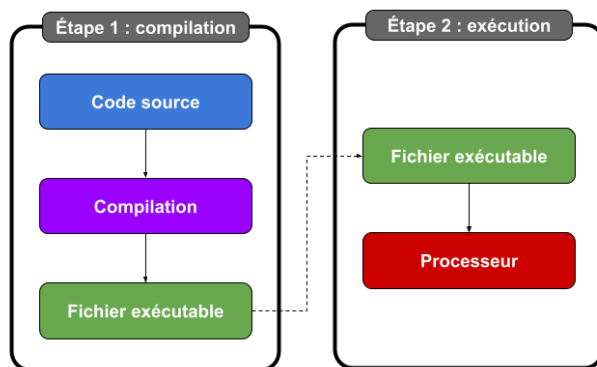 Étape 1 : compilation
Code source
Compilation
Fichier exécutable
Étape 2 : exécution
Fichier exécutable
Processeur